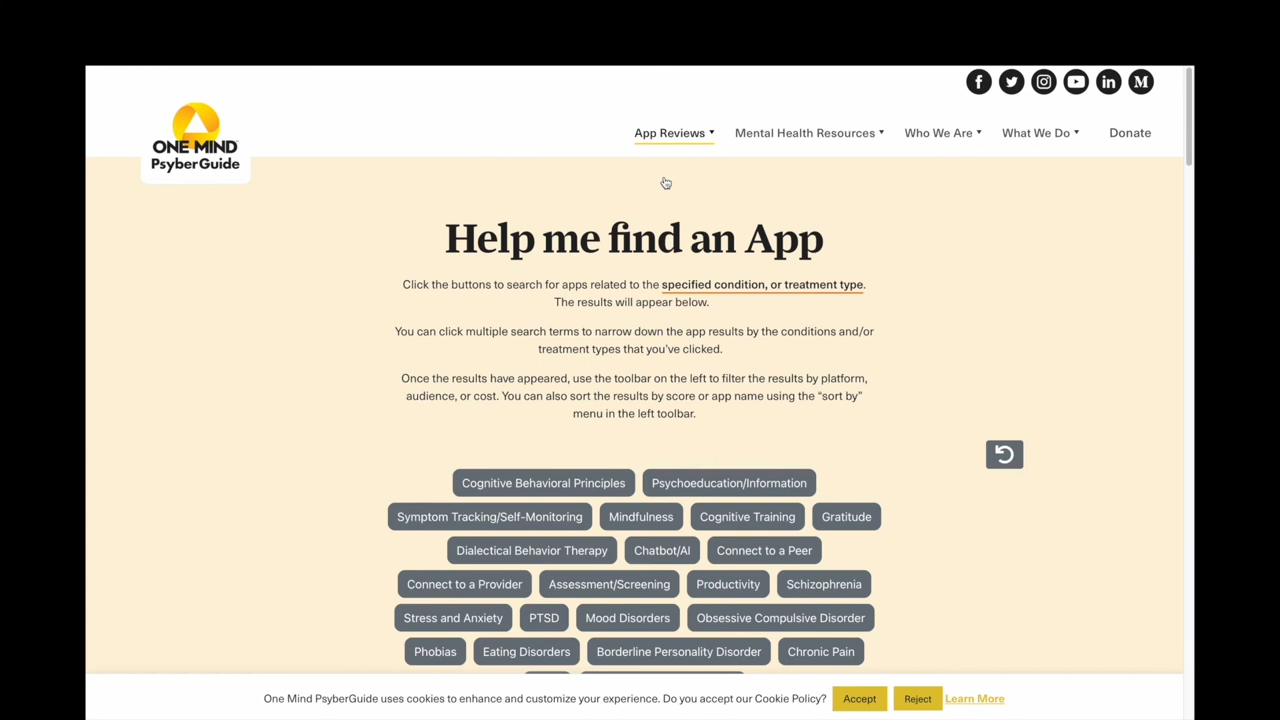 ONE MIND
PsyberGuide
App Reviews
Mental Health Resources
Who We Are
What We Do
Donate
Help me find an App
Click the buttons to search for apps related to the specified condition, or treatment type.
The results will appear below.
You can click multiple search terms to narrow down the app results by the conditions and/or
treatment types that you've clicked.
Once the results have appeared, use the toolbar on the left to filter the results by platform,
audience, or cost. You can also sort the results by score or app name using the “sort by”
menu in the left toolbar.
Cognitive Behavioral Principles
Psychoeducation/Information
Symptom Tracking/Self-Monitoring
Mindfulness
Cognitive Training
Gratitude
Dialectical Behavior Therapy
Chatbot/AI
Connect to a Peer
Connect to a Provider
Assessment/Screening
Productivity
Schizophrenia
Stress and Anxiety
PTSD
Mood Disorders
Obsessive Compulsive Disorder
Phobias
Eating Disorders
Borderline Personality Disorder
Chronic Pain
One Mind PsyberGuide uses cookies to enhance and customize your experience. Do you accept our Cookie Policy?
Accept
Reject
Learn More